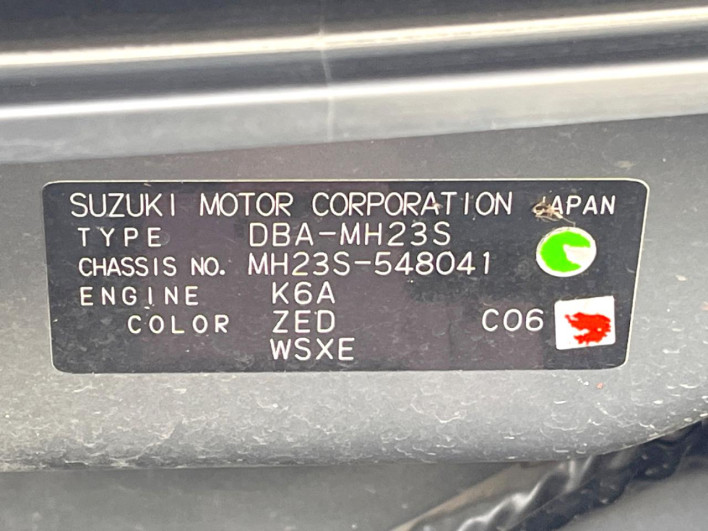 SUZUKI MOTOR CORPORATION JAPAN
TYPE DBA-MH23S
CHASSIS NO. MH23S-548041
ENGINE K6A
COLOR ZED C06
WSXE